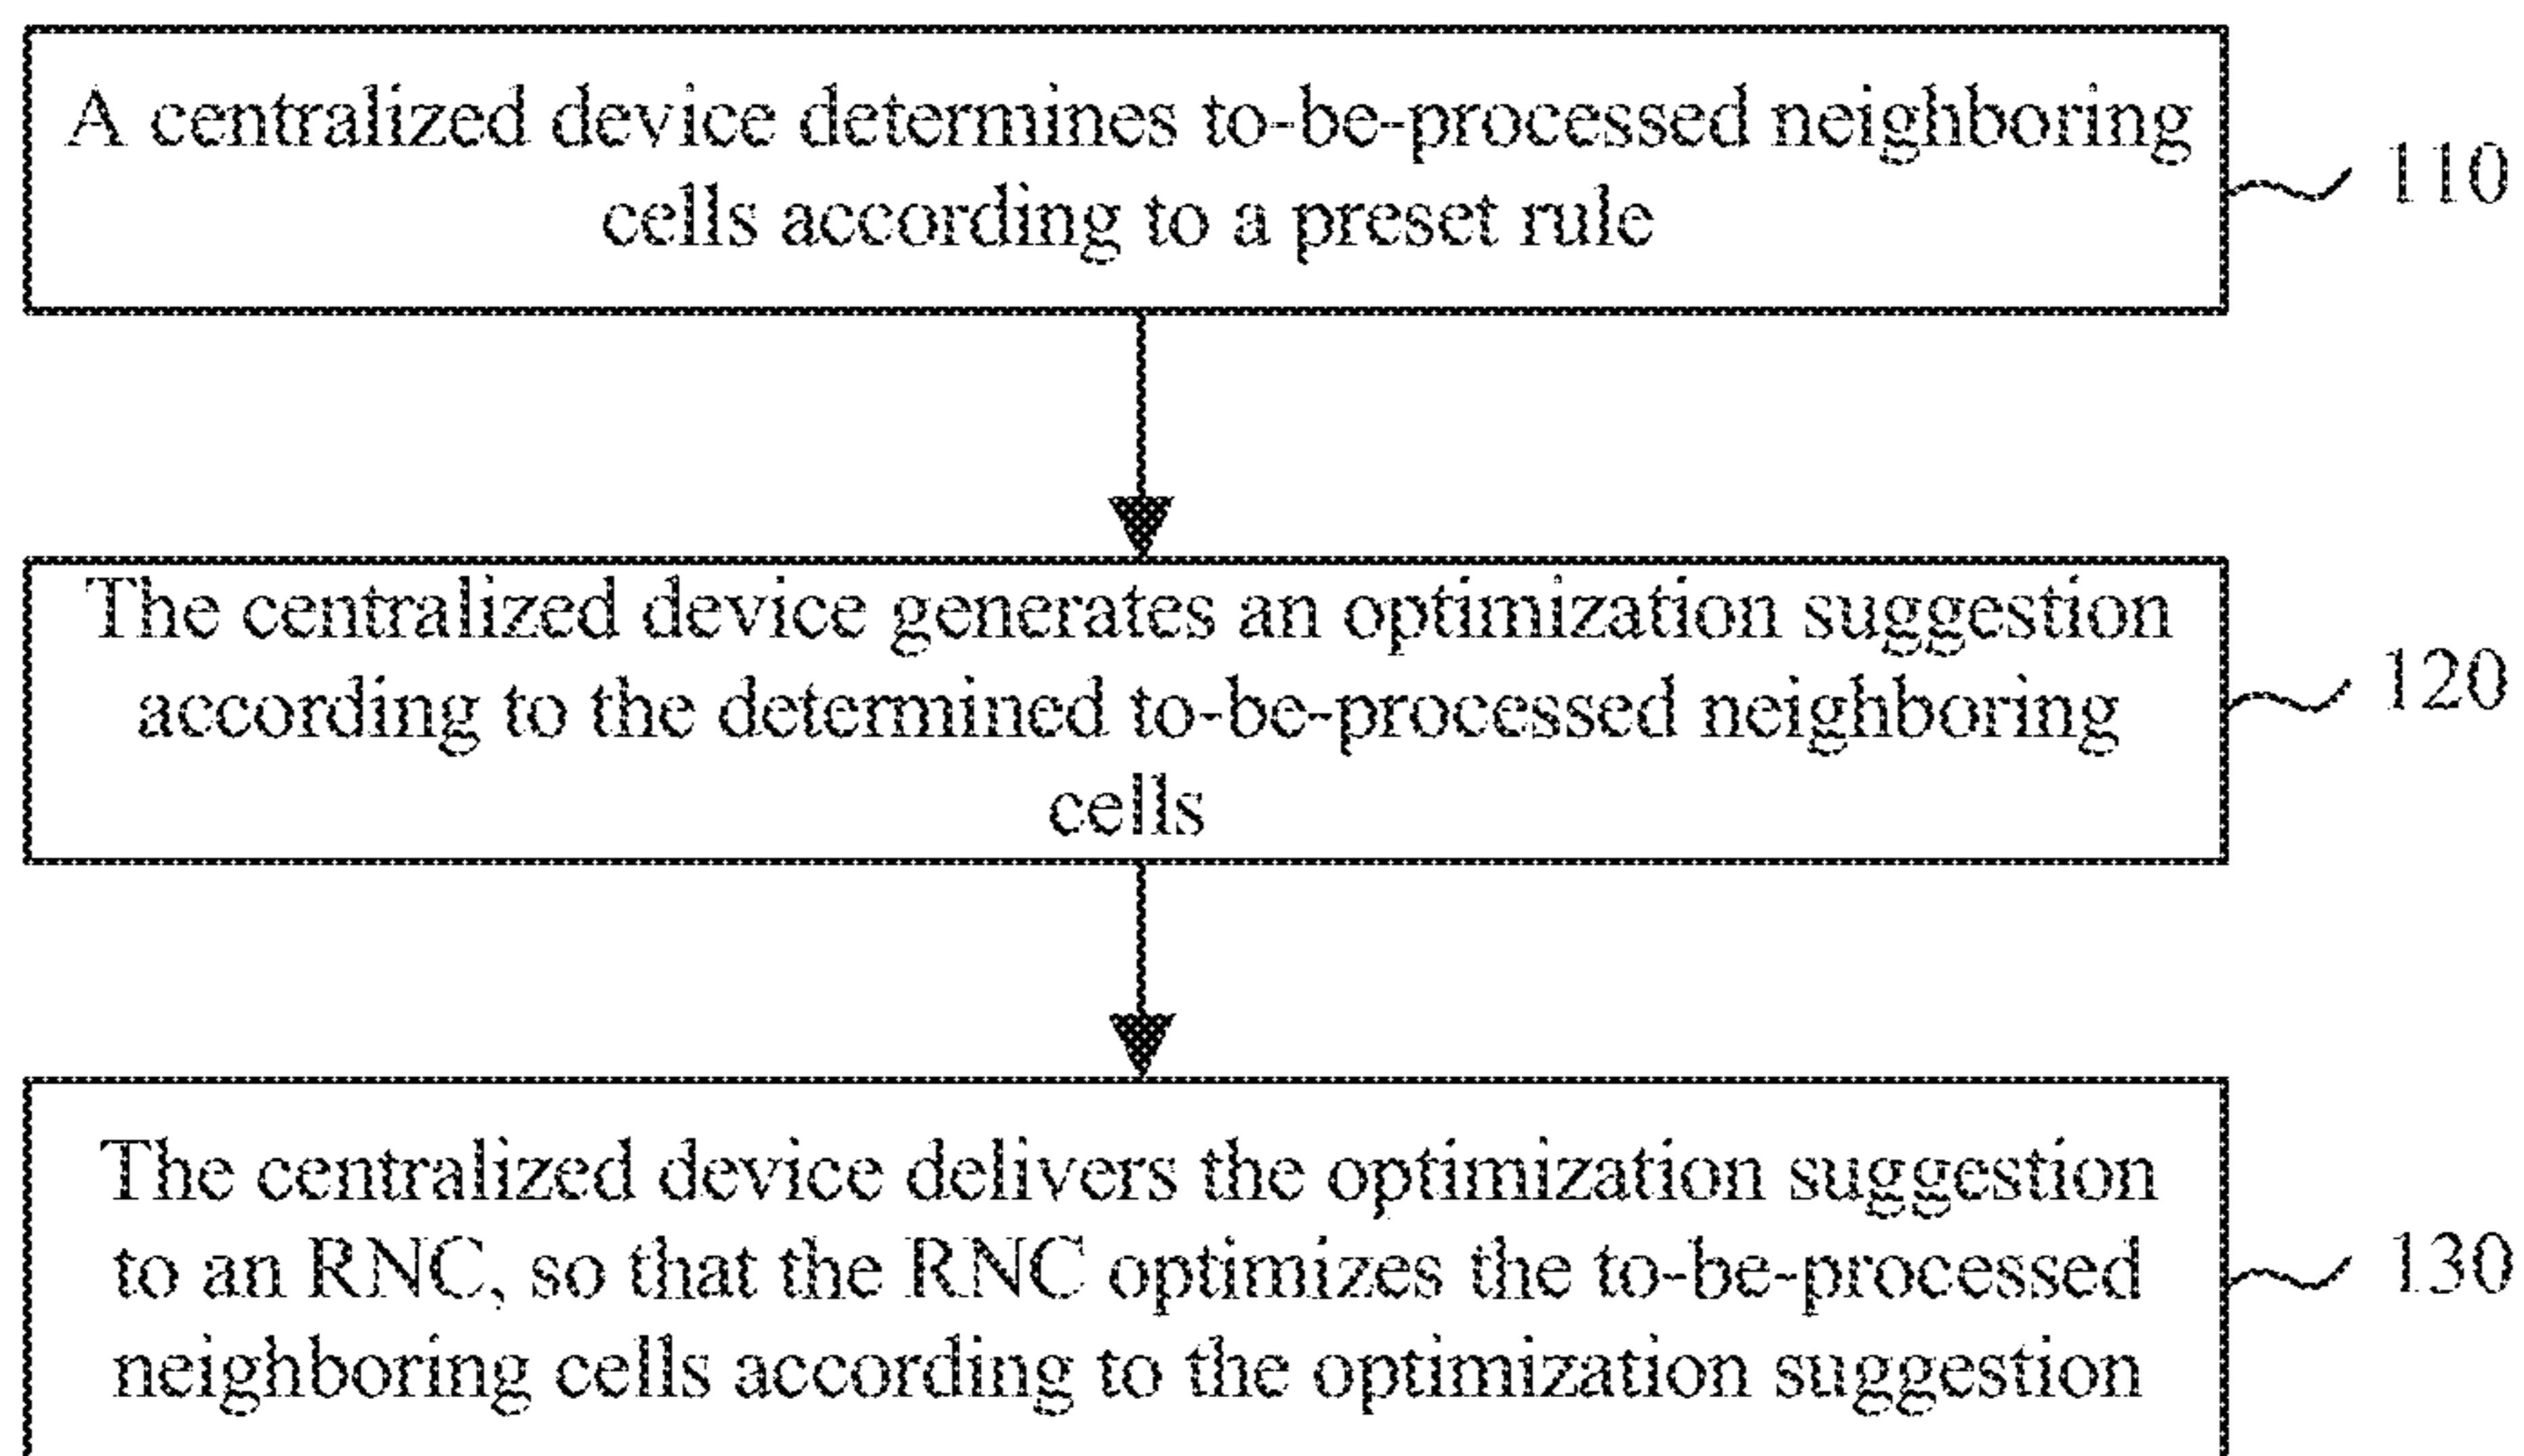 A centralized device determines to-be-processed neighboring
cells according to a preset rule
110
The centralized device generates an optimization suggestion
according to the determined to-be-processed neighboring
cells
120
The centralized device delivers the optimization suggestion
to an RNC, so that the RNC optimizes the to-be-processed
neighboring cells according to the optimization suggestion
130